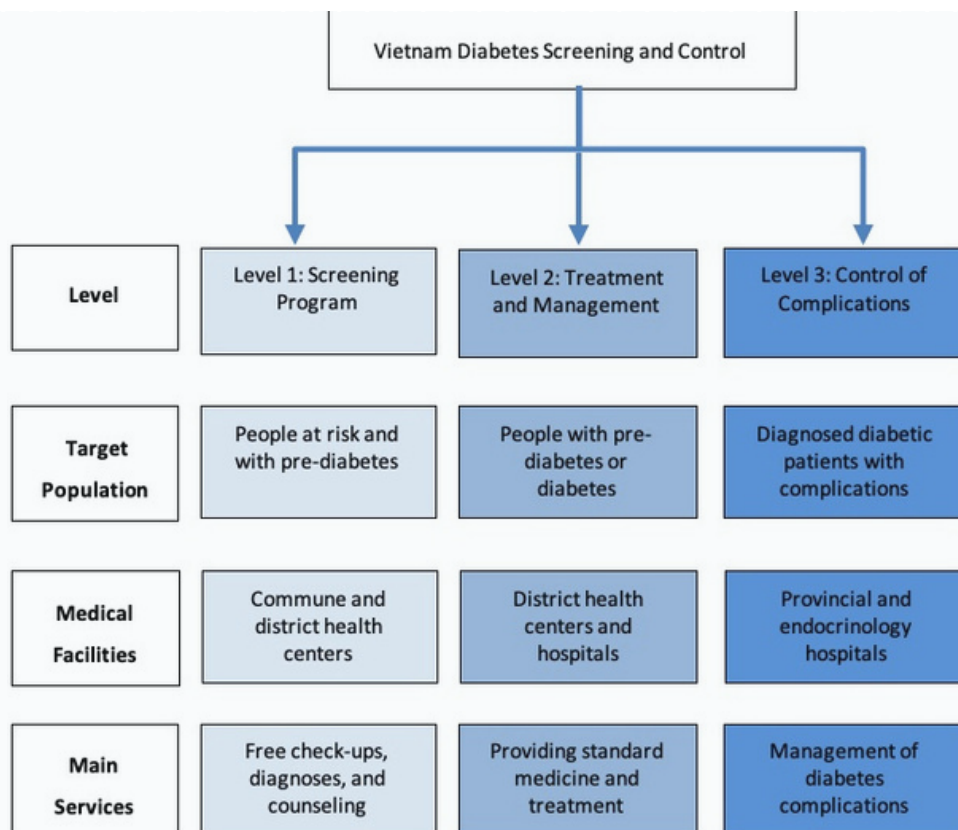 Vietnam Diabetes Screening and Control
Level
Level 1: Screening
Program
Level 2: Treatment
and Management
Level 3: Control of
Complications
Target
Population
People at risk and
with pre-diabetes
People with pre-
diabetes or
diabetes
Diagnosed diabetic
patients with
complications
Medical
Facilities
Commune and
district health
centers
District health
centers and
hospitals
Provincial and
endocrinology
hospitals
Main
Services
Free check-ups,
diagnoses, and
counseling
Providing standard
medicine and
treatment
Management of
diabetes
complications